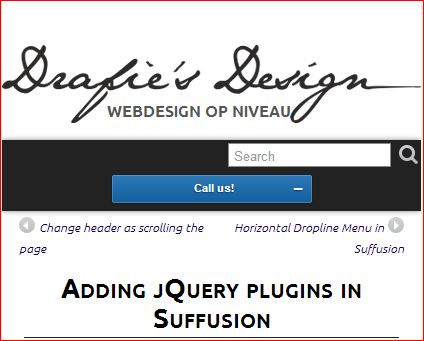 Drafie's Design
WEBDESIGN OP NIVEAU
Search
Call us! –
Change header as scrolling the page
Horizontal Dropline Menu in Suffusion
Adding jQuery plugins in
Suffusion